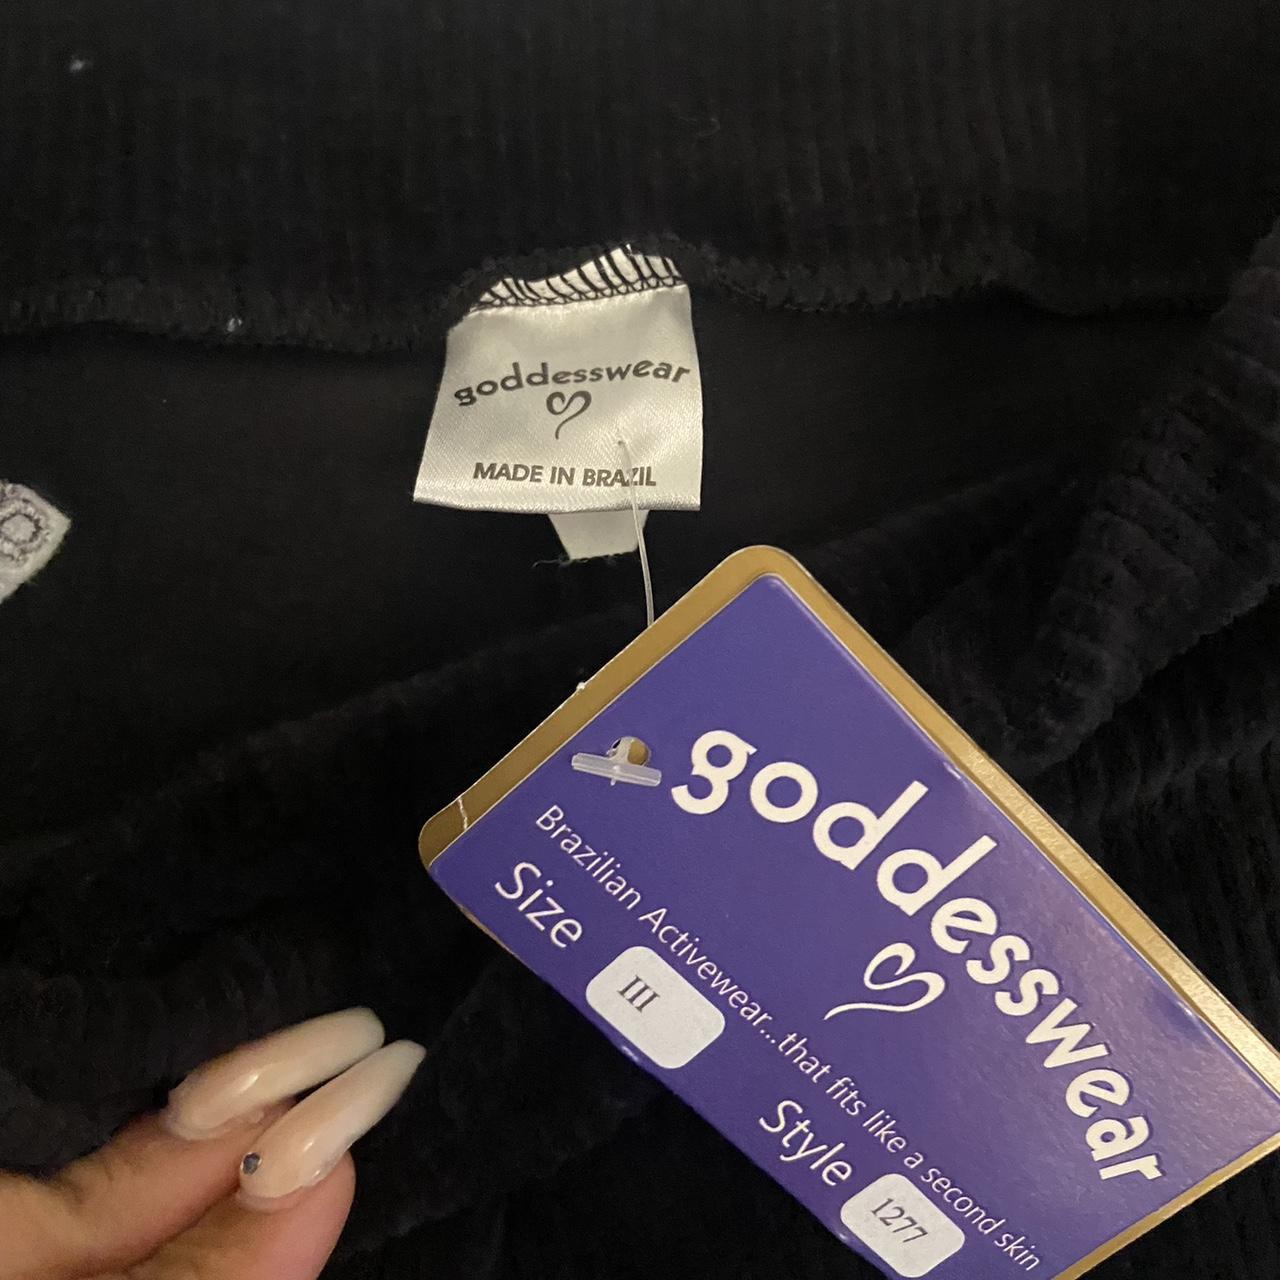 goddesswear
MADE IN BRAZIL
goddesswear
Brazilian Activewear...that fits like a second skin
Size III
Style 1277